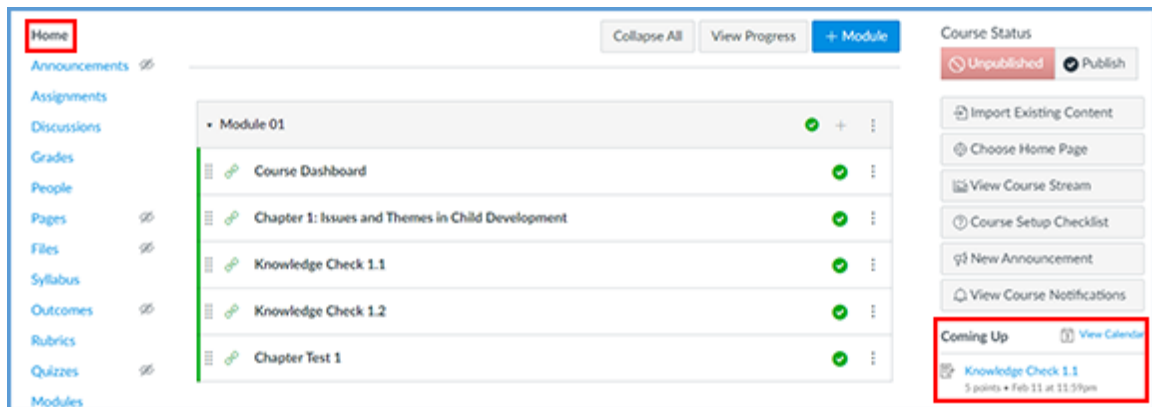 Home
Announcements
Assignments
Discussions
Grades
People
Pages
Files
Syllabus
Outcomes
Rubrics
Quizzes
Modules
Collapse All
View Progress
+ Module
Module 01
Course Dashboard
Chapter 1: Issues and Themes in Child Development
Knowledge Check 1.1
Knowledge Check 1.2
Chapter Test 1
Course Status
Unpublished
Publish
Import Existing Content
Choose Home Page
View Course Stream
Course Setup Checklist
New Announcement
View Course Notifications
Coming Up
View Calendar
Knowledge Check 1.1
5 points • Feb 11 at 11:59pm